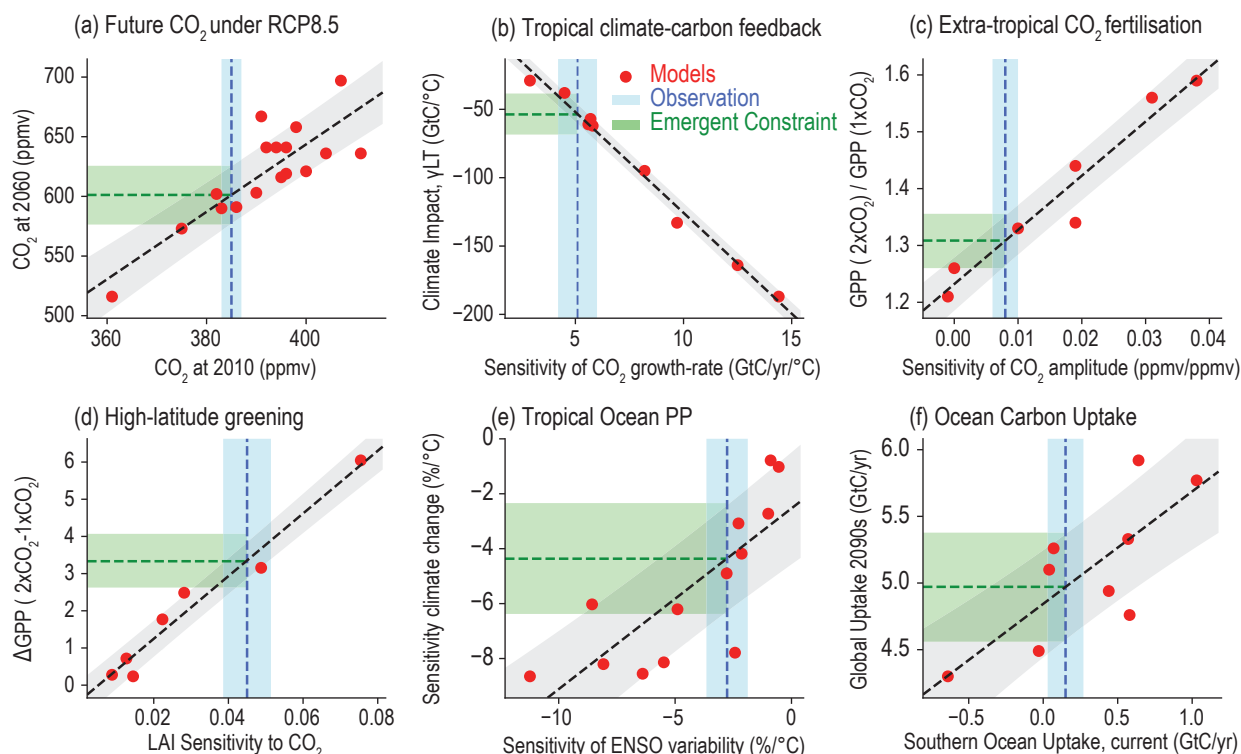 (a) Future CO₂ under RCP8.5
CO₂ at 2060 (ppmv)
700
650
600
550
500
360
380
400
CO₂ at 2010 (ppmv)
(b) Tropical climate-carbon feedback
Climate Impact, γLT (GtC/°C)
−50
−100
−150
−200
5
10
15
Sensitivity of CO₂ growth-rate (GtC/yr/°C)
Models
Observation
Emergent Constraint
(c) Extra-tropical CO₂ fertilisation
GPP ( 2xCO₂) / GPP (1xCO₂)
1.6
1.5
1.4
1.3
1.2
0.00
0.01
0.02
0.03
0.04
Sensitivity of CO₂ amplitude (ppmv/ppmv)
(d) High-latitude greening
ΔGPP ( 2xCO₂-1xCO₂)
6
5
4
3
2
1
0
0.02
0.04
0.06
0.08
LAI Sensitivity to CO₂
(e) Tropical Ocean PP
Sensitivity climate change (%/°C)
0
−2
−4
−6
−8
−10
−5
0
Sensitivity of ENSO variability (%/°C)
(f) Ocean Carbon Uptake
Global Uptake 2090s (GtC/yr)
6.0
5.5
5.0
4.5
−0.5
0.0
0.5
1.0
Southern Ocean Uptake, current (GtC/yr)